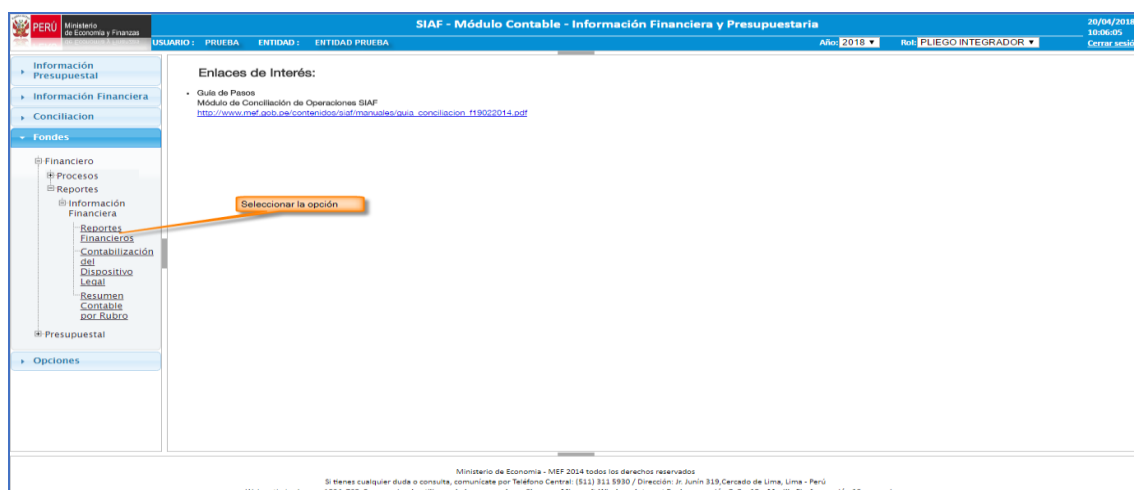 PERÚ
Ministerio
de Economía y Finanzas
SIAF - Módulo Contable - Información Financiera y Presupuestaria
20/04/2018
10:06:05
USUARIO : PRUEBA ENTIDAD : ENTIDAD PRUEBA
Año: 2018
Rol: PLIEGO INTEGRADOR
Cerrar sesió
Información
Presupuestal
Información Financiera
Conciliacion
Fondes
Financiero
Procesos
Reportes
Información
Financiera
Reportes
Financieros
Contabilización
del
Dispositivo
Legal
Resumen
Contable
por Rubro
Presupuestal
Opciones
Enlaces de Interés:
Guia de Pasos
Módulo de Conciliación de Operaciones SIAF
http://www.mef.gob.pe/contenidos/siaf/manuales/guia_conciliacion_f19022014.pdf
Seleccionar la opción
Ministerio de Economia - MEF 2014 todos los derechos reservados
Si tienes cualquier duda o consulta, comunícate por Teléfono Central: (511) 311 5930 / Dirección: Jr. Junín 319,Cercado de Lima, Lima - Perú